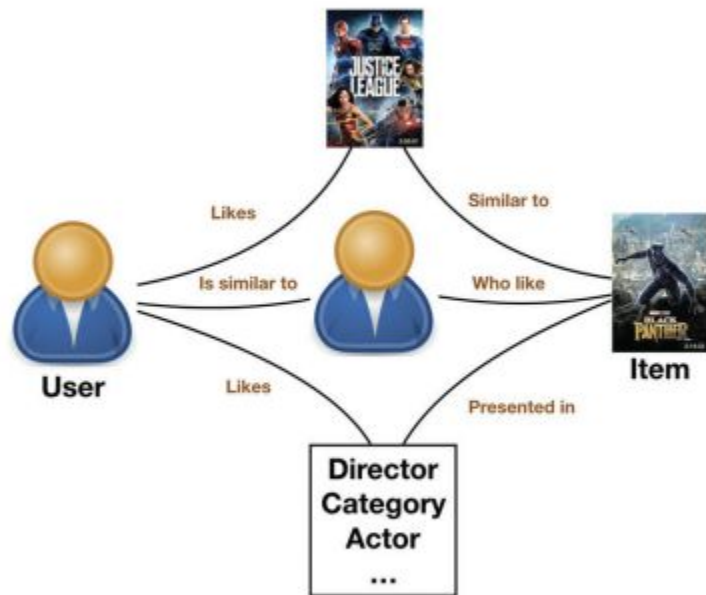 JUSTICE
LEAGUE
Likes
Similar to
Is similar to
Who like
User
BLACK
PANTHER
Item
Likes
Presented in
Director
Category
Actor
...